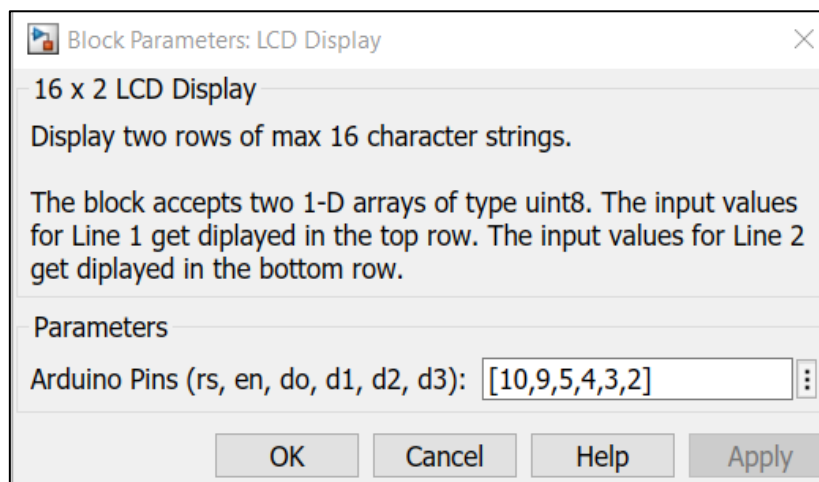 Block Parameters: LCD Display
16 x 2 LCD Display
Display two rows of max 16 character strings.
The block accepts two 1-D arrays of type uint8. The input values
for Line 1 get diplayed in the top row. The input values for Line 2
get diplayed in the bottom row.
Parameters
Arduino Pins (rs, en, do, d1, d2, d3): [10,9,5,4,3,2]
OK Cancel Help Apply